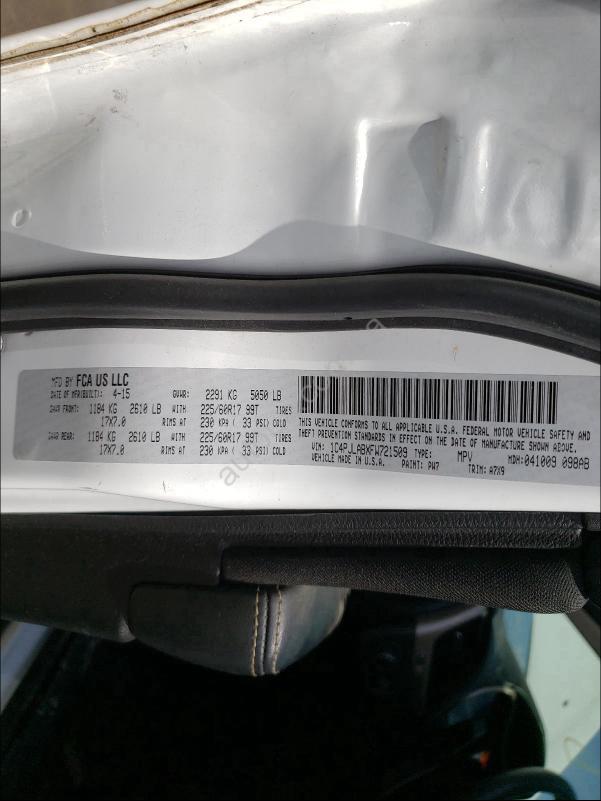 MFD BY FCA US LLC
DATE OF MFR(BUILT): 4-15 GVWR: 2291 KG 5050 LB
GAWR FRONT: 1184 KG 2610 LB WITH 225/60R17 99T TIRES
17X7.0 RIMS AT 230 KPA ( 33 PSI) COLD
GAWR REAR: 1184 KG 2610 LB WITH 225/60R17 99T TIRES
17X7.0 RIMS AT 230 KPA ( 33 PSI) COLD
THIS VEHICLE CONFORMS TO ALL APPLICABLE U.S.A. FEDERAL MOTOR VEHICLE SAFETY AND
THEFT PREVENTION STANDARDS IN EFFECT ON THE DATE OF MANUFACTURE SHOWN ABOVE.
VIN: 1C4PJLABXFW721509 TYPE: MPV MDH:041009 098AB
VEHICLE MADE IN U.S.A. PAINT: PW7 TRIM: A7X9